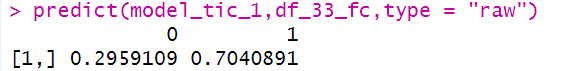 > predict(model_tic_1,df_33_fc,type = "raw")
0 1
[1,] 0.2959109 0.7040891